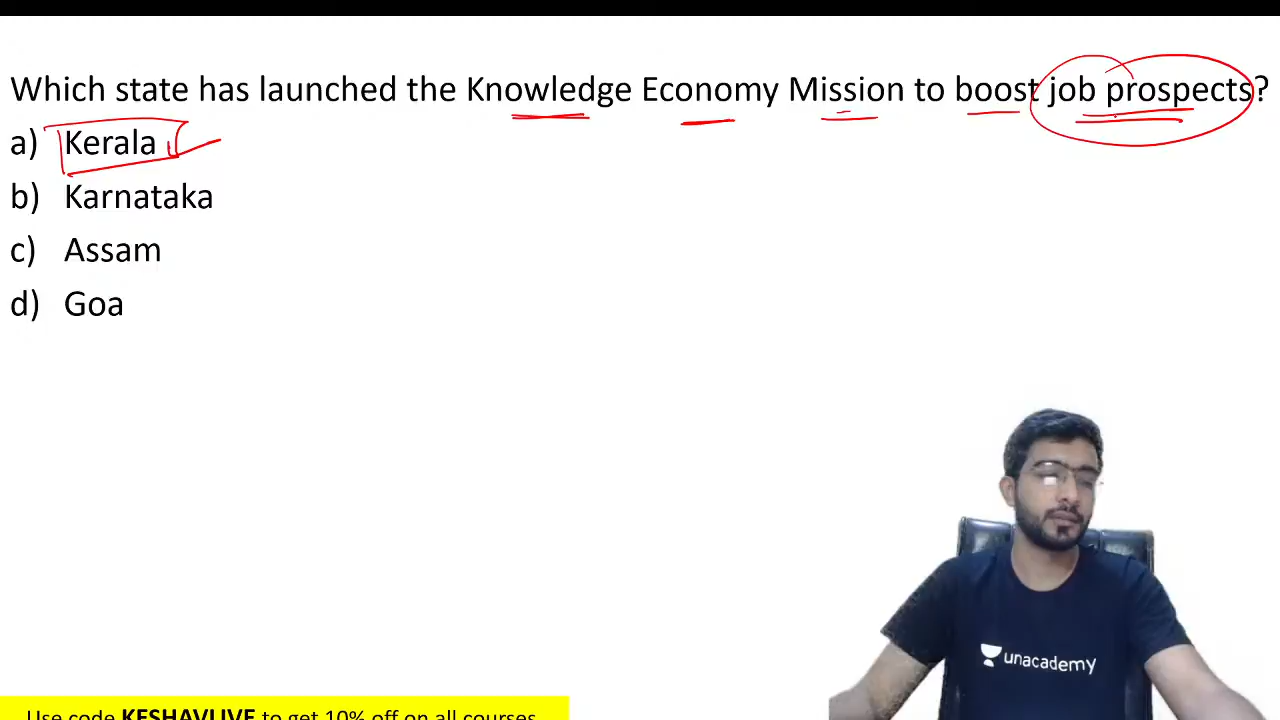 Which state has launched the Knowledge Economy Mission to boost job prospects?
a) Kerala
b) Karnataka
c) Assam
d) Goa
unacademy
Use code KESHAVLIVE to get 10% off on all courses